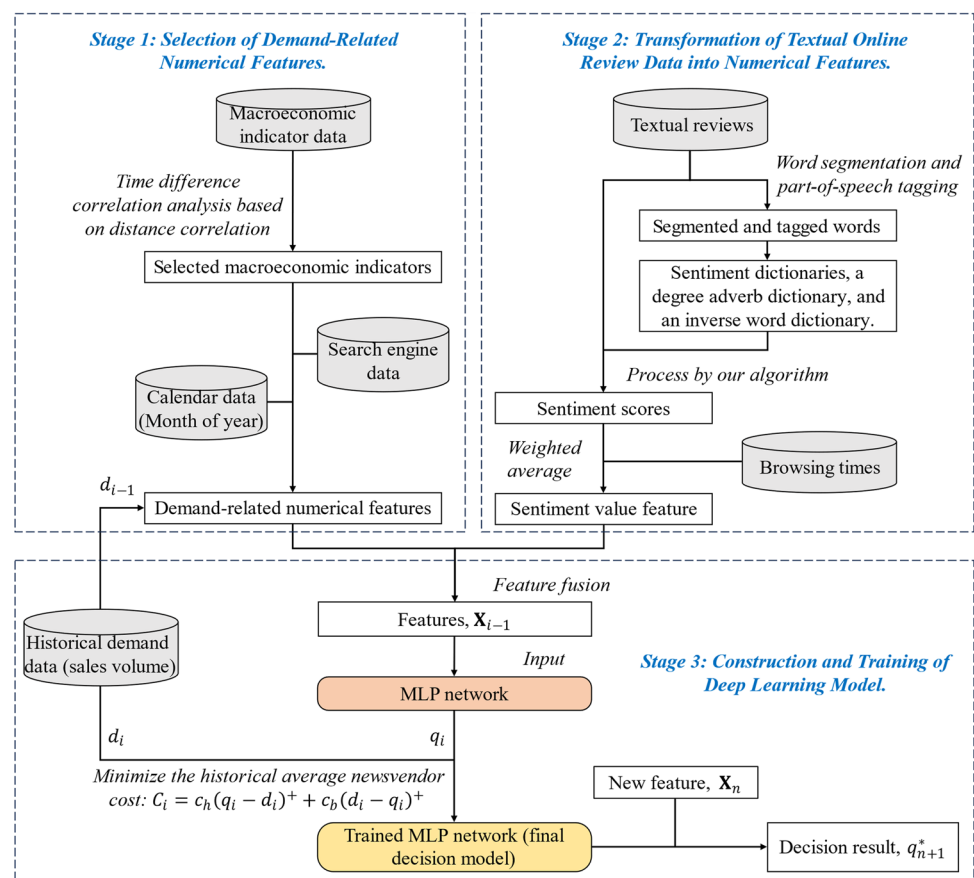 Stage 1: Selection of Demand-Related
Numerical Features.
Macroeconomic
indicator data
Time difference
correlation analysis based
on distance correlation
Selected macroeconomic indicators
Search engine
data
Calendar data
(Month of year)
d_{i−1}
Demand-related numerical features
Stage 2: Transformation of Textual Online
Review Data into Numerical Features.
Textual reviews
Word segmentation and
part-of-speech tagging
Segmented and tagged words
Sentiment dictionaries, a
degree adverb dictionary, and
an inverse word dictionary.
Process by our algorithm
Sentiment scores
Weighted
average
Browsing times
Sentiment value feature
Feature fusion
Features, X_{i−1}
Historical demand
data (sales volume)
Input
Stage 3: Construction and Training of
Deep Learning Model.
MLP network
d_i
q_i
Minimize the historical average newsvendor
cost: C_i = c_h(q_i − d_i)^+ + c_b(d_i − q_i)^+
New feature, X_n
Trained MLP network (final
decision model)
Decision result, q^*_{n+1}